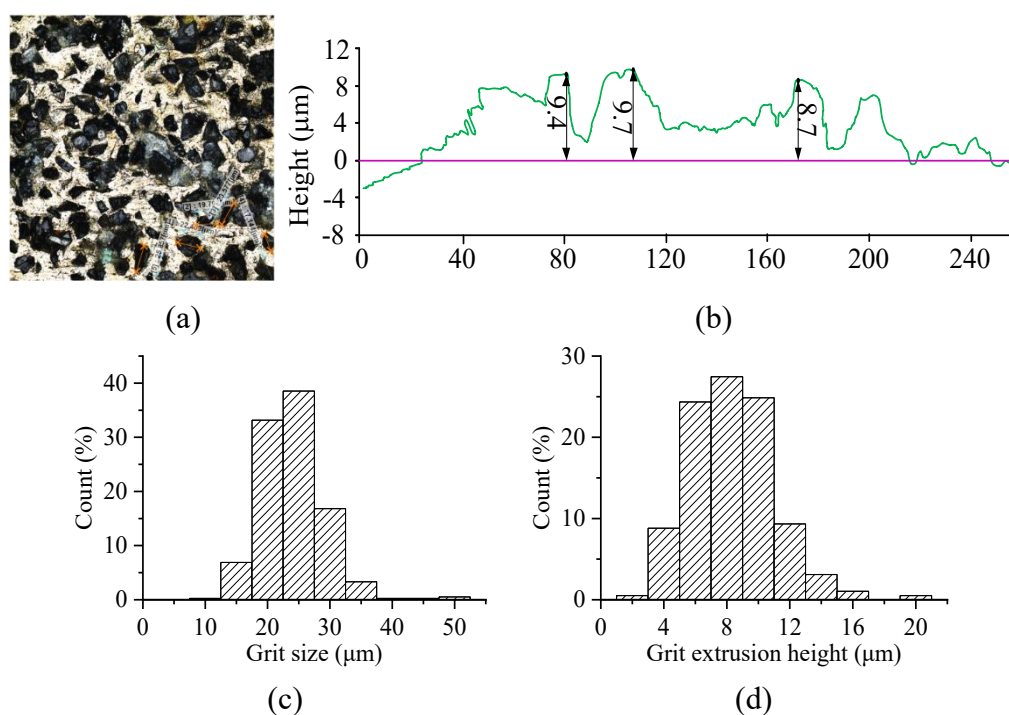 12
8
4
0
-4
-8
Height (μm)
9.4
9.7
8.7
0 40 80 120 160 200 240
(a)
(b)
40
30
20
10
0
Count (%)
0 10 20 30 40 50
Grit size (μm)
(c)
30
20
10
0
Count (%)
0 4 8 12 16 20
Grit extrusion height (μm)
(d)